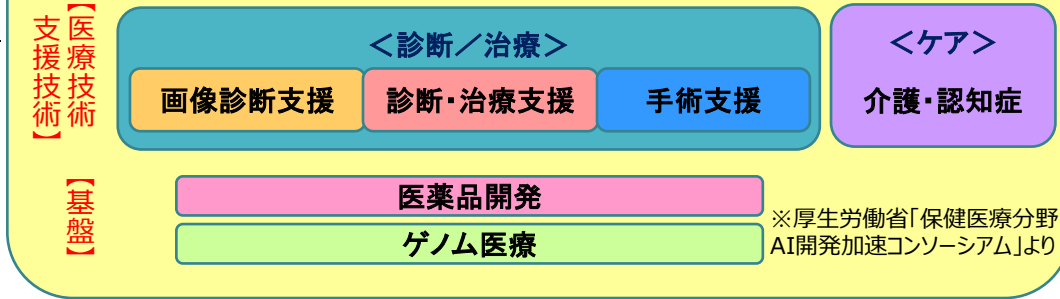 【医療技術
支援技術】
＜診断／治療＞
画像診断支援
診断・治療支援
手術支援
＜ケア＞
介護・認知症
【基盤】
医薬品開発
ゲノム医療
※厚生労働省「保健医療分野
AI開発加速コンソーシアム」より